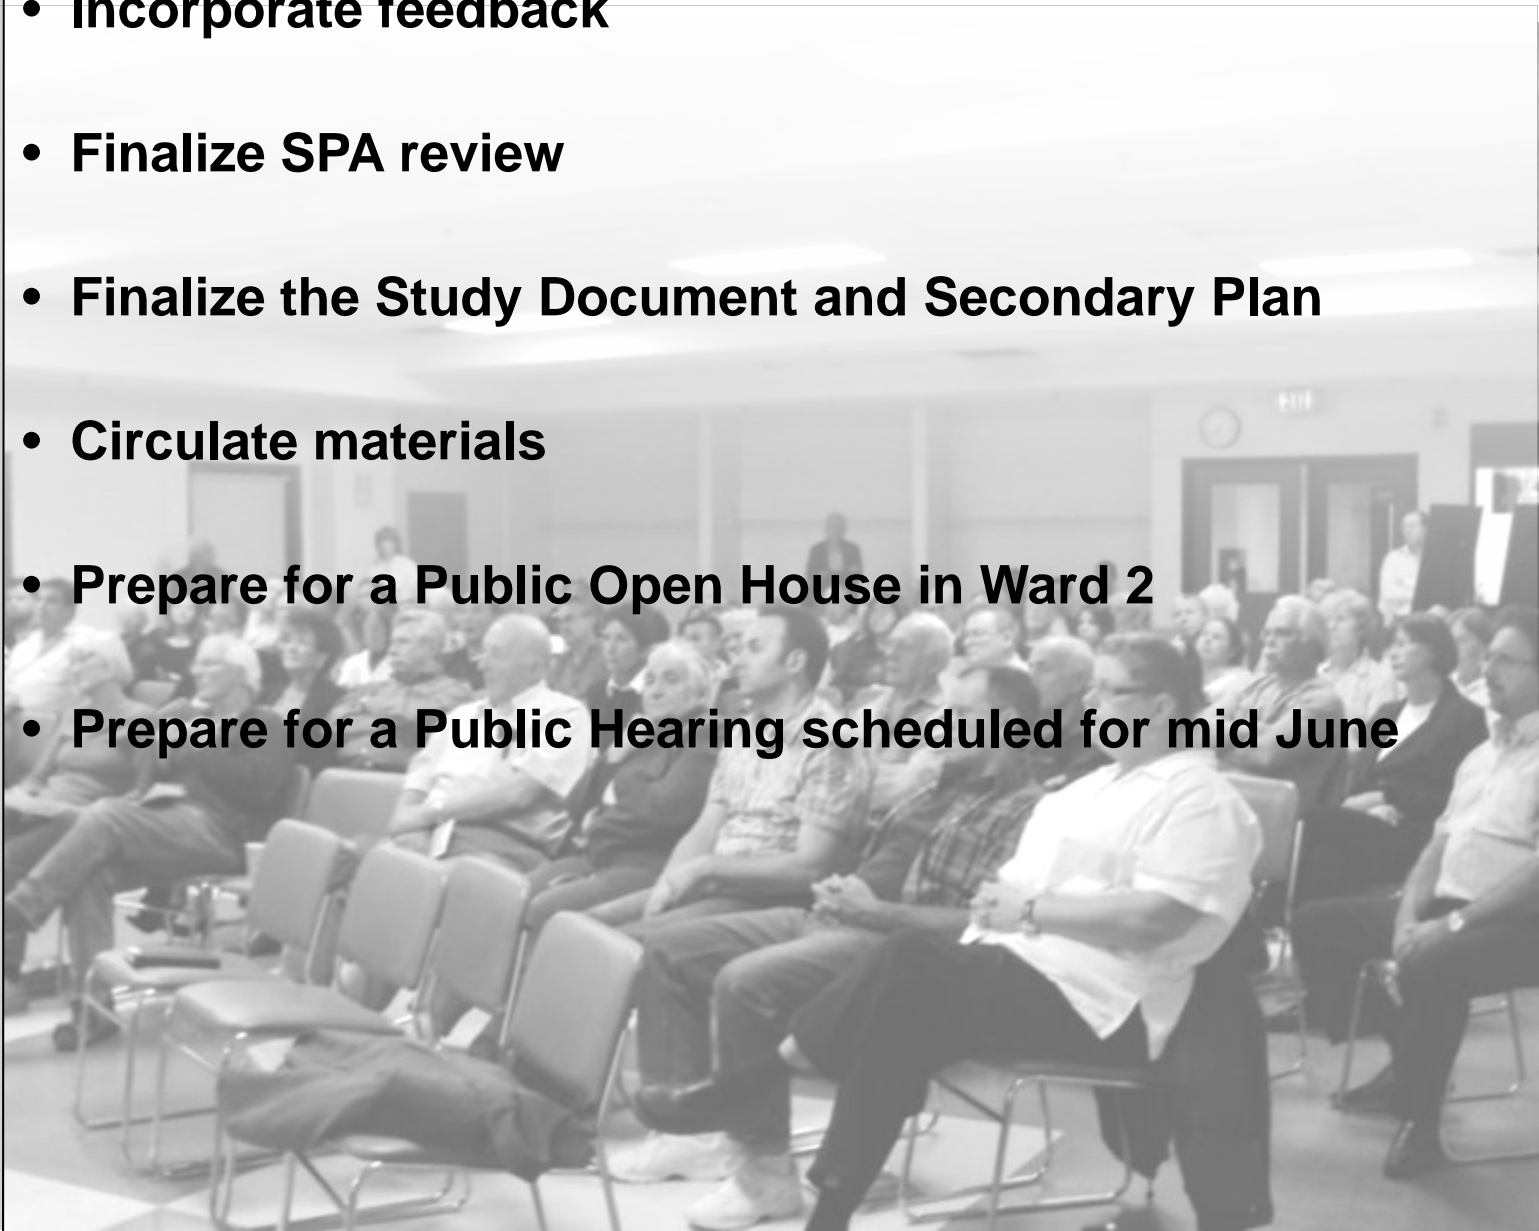 • Incorporate feedback
• Finalize SPA review
• Finalize the Study Document and Secondary Plan
• Circulate materials
• Prepare for a Public Open House in Ward 2
• Prepare for a Public Hearing scheduled for mid June
EXIT